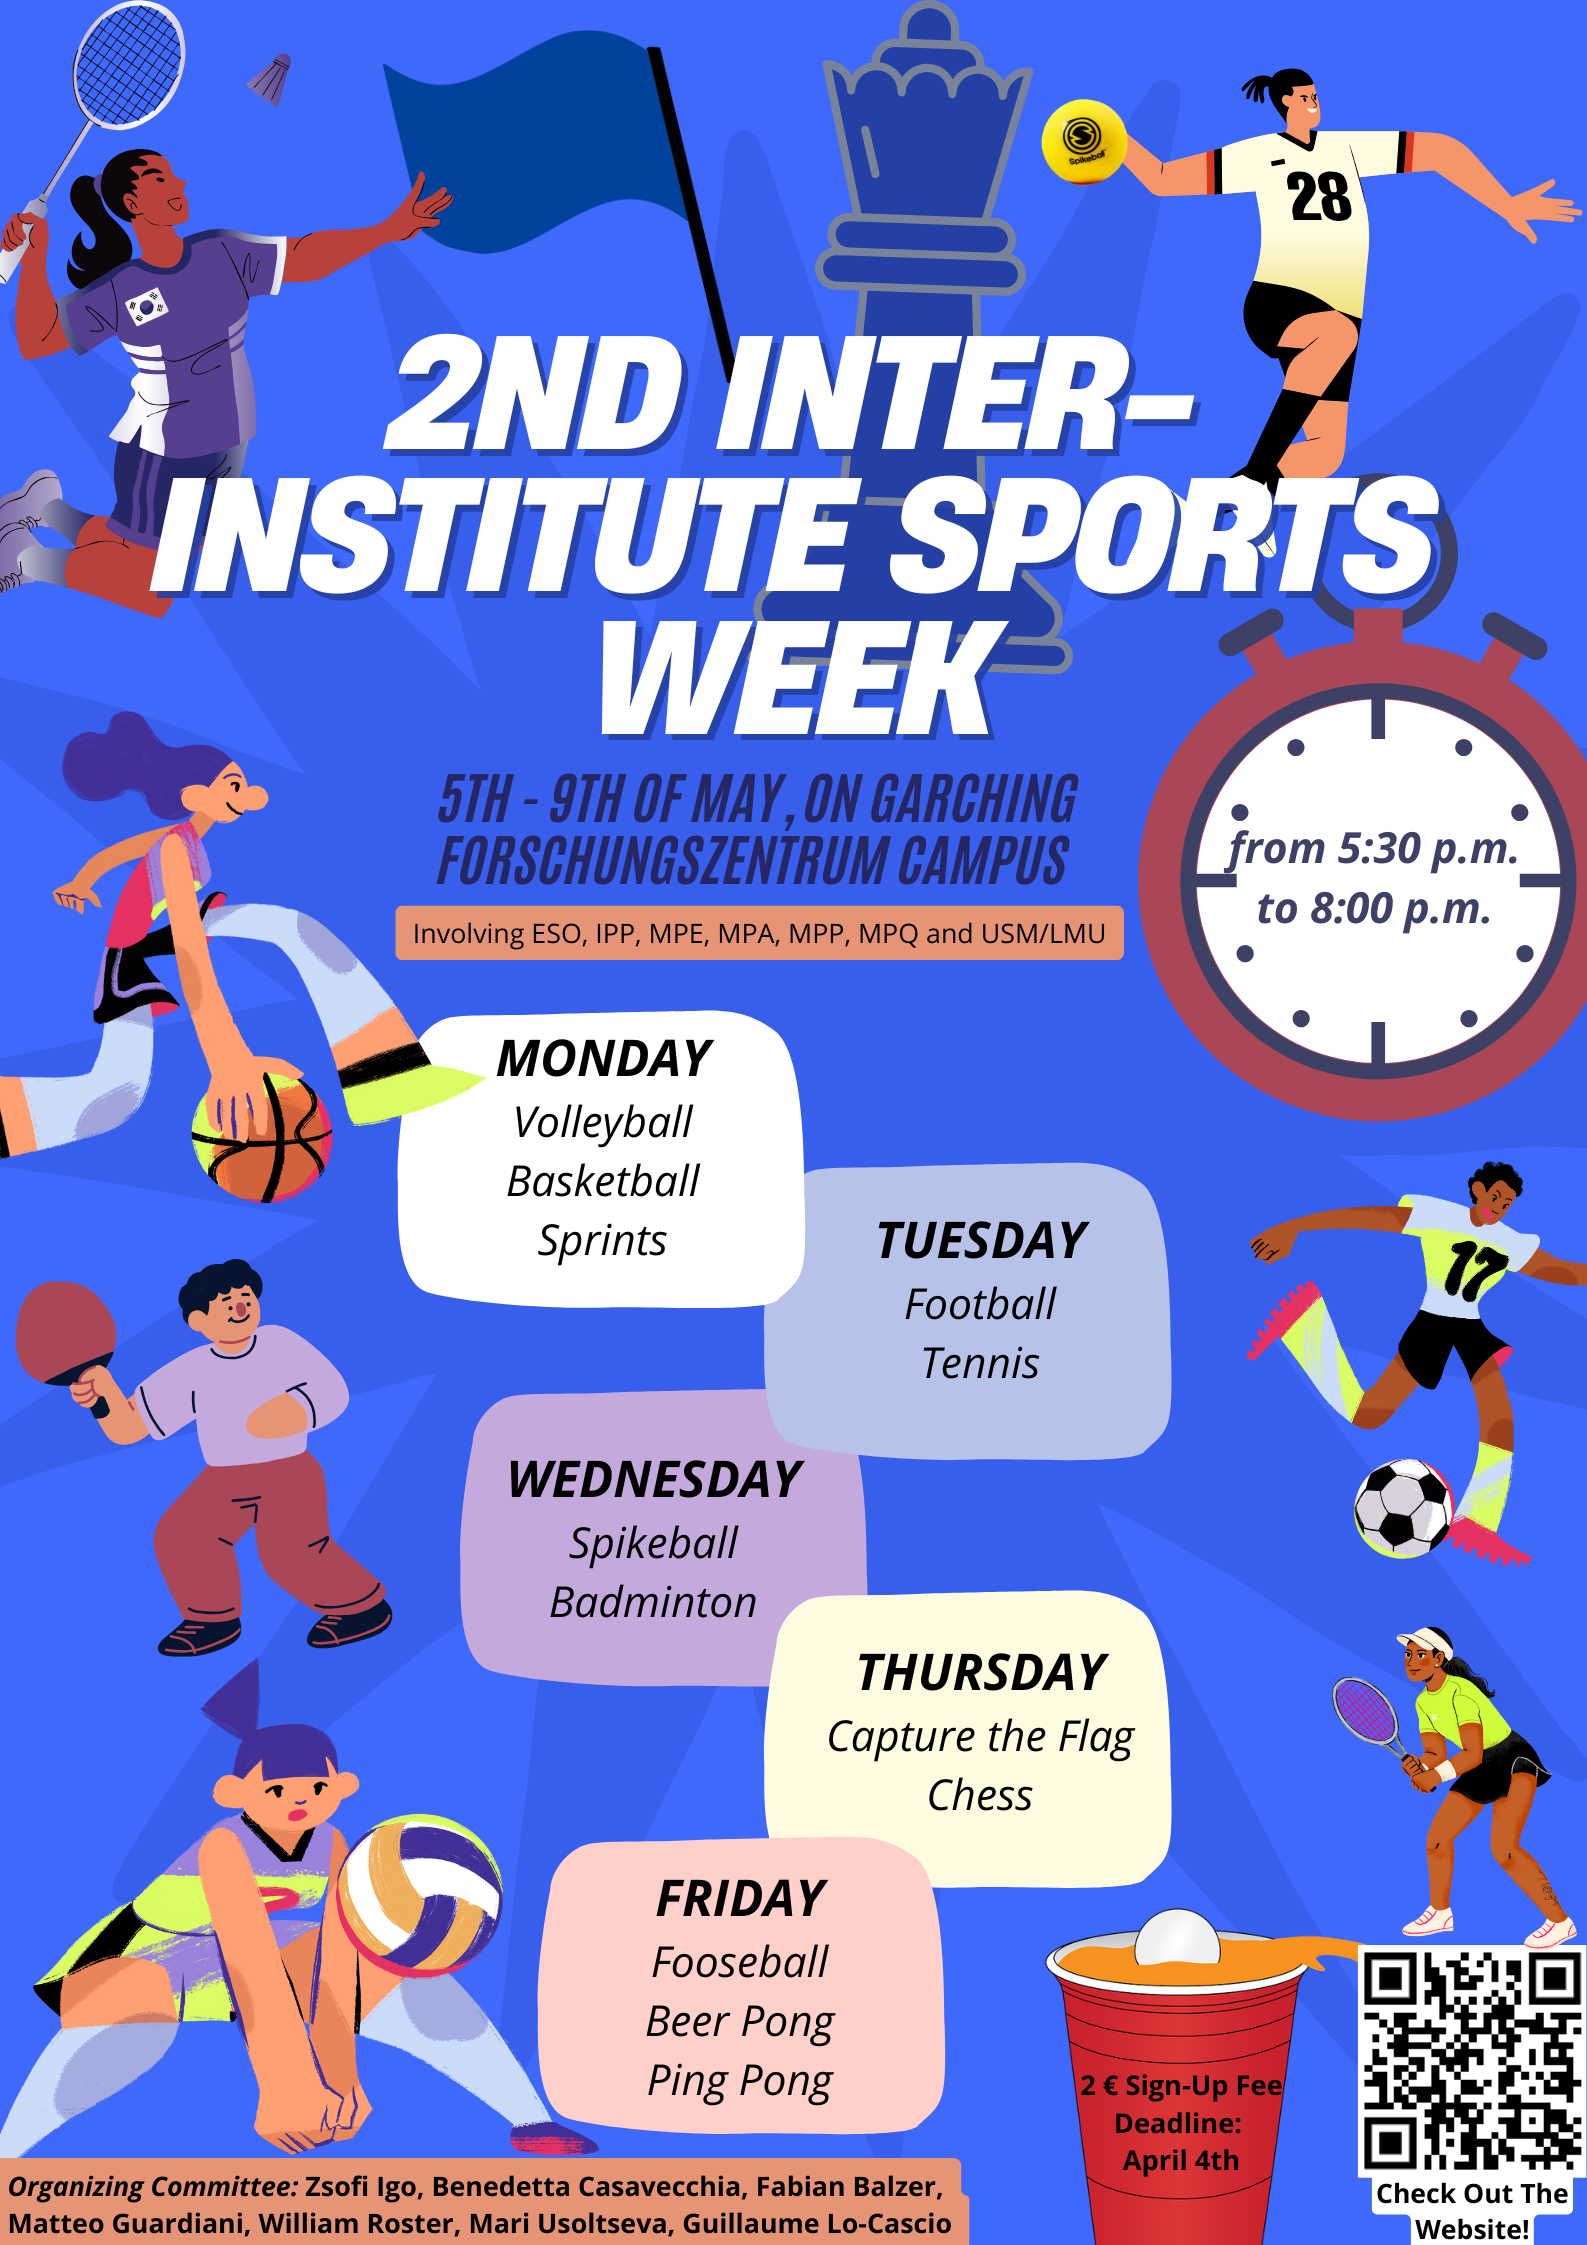 Spikeball
28
2ND INTER-
INSTITUTE SPORTS
WEEK
5TH - 9TH OF MAY, ON GARCHING
FORSCHUNGSZENTRUM CAMPUS
from 5:30 p.m.
to 8:00 p.m.
Involving ESO, IPP, MPE, MPA, MPP, MPQ and USM/LMU
MONDAY
Volleyball
Basketball
Sprints
TUESDAY
Football
Tennis
17
WEDNESDAY
Spikeball
Badminton
THURSDAY
Capture the Flag
Chess
FRIDAY
Fooseball
Beer Pong
Ping Pong
2 € Sign-Up Fee
Deadline:
April 4th
Check Out The
Website!
Organizing Committee: Zsofi Igo, Benedetta Casavecchia, Fabian Balzer,
Matteo Guardiani, William Roster, Mari Usoltseva, Guillaume Lo-Cascio